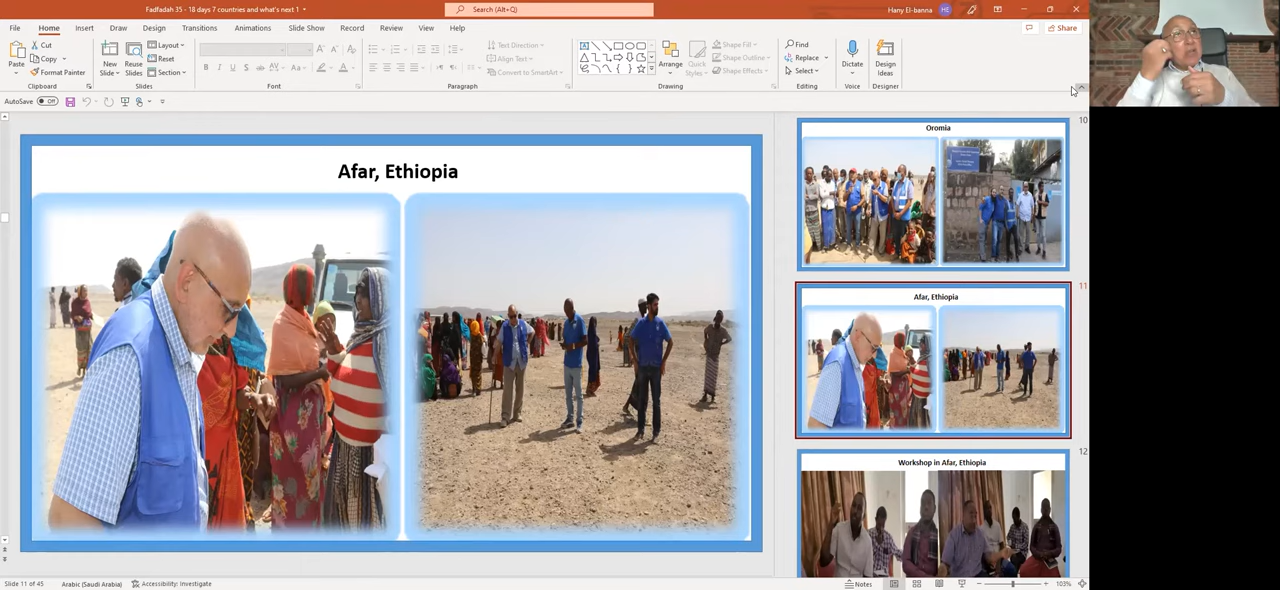 Fadfadah 35 - 18 days 7 countries and what's next 1
Search (Alt+Q)
Hany El-banna
HE
File Home Insert Draw Design Transitions Animations Slide Show Record Review View Help
Share
Paste
Cut
Copy
Format Painter
Clipboard
New Slide
Reuse Slides
Layout
Reset
Section
Slides
B I U S ab AV Aa A
Font
Text Direction
Align Text
Convert to SmartArt
Paragraph
Arrange
Quick Styles
Shape Fill
Shape Outline
Shape Effects
Drawing
Find
Replace
Select
Editing
Dictate
Voice
Design Ideas
Designer
AutoSave Off
Afar, Ethiopia
10
Oromia
11
Afar, Ethiopia
12
Workshop in Afar, Ethiopia
Slide 11 of 45
Arabic (Saudi Arabia)
Accessibility: Investigate
Notes
103%